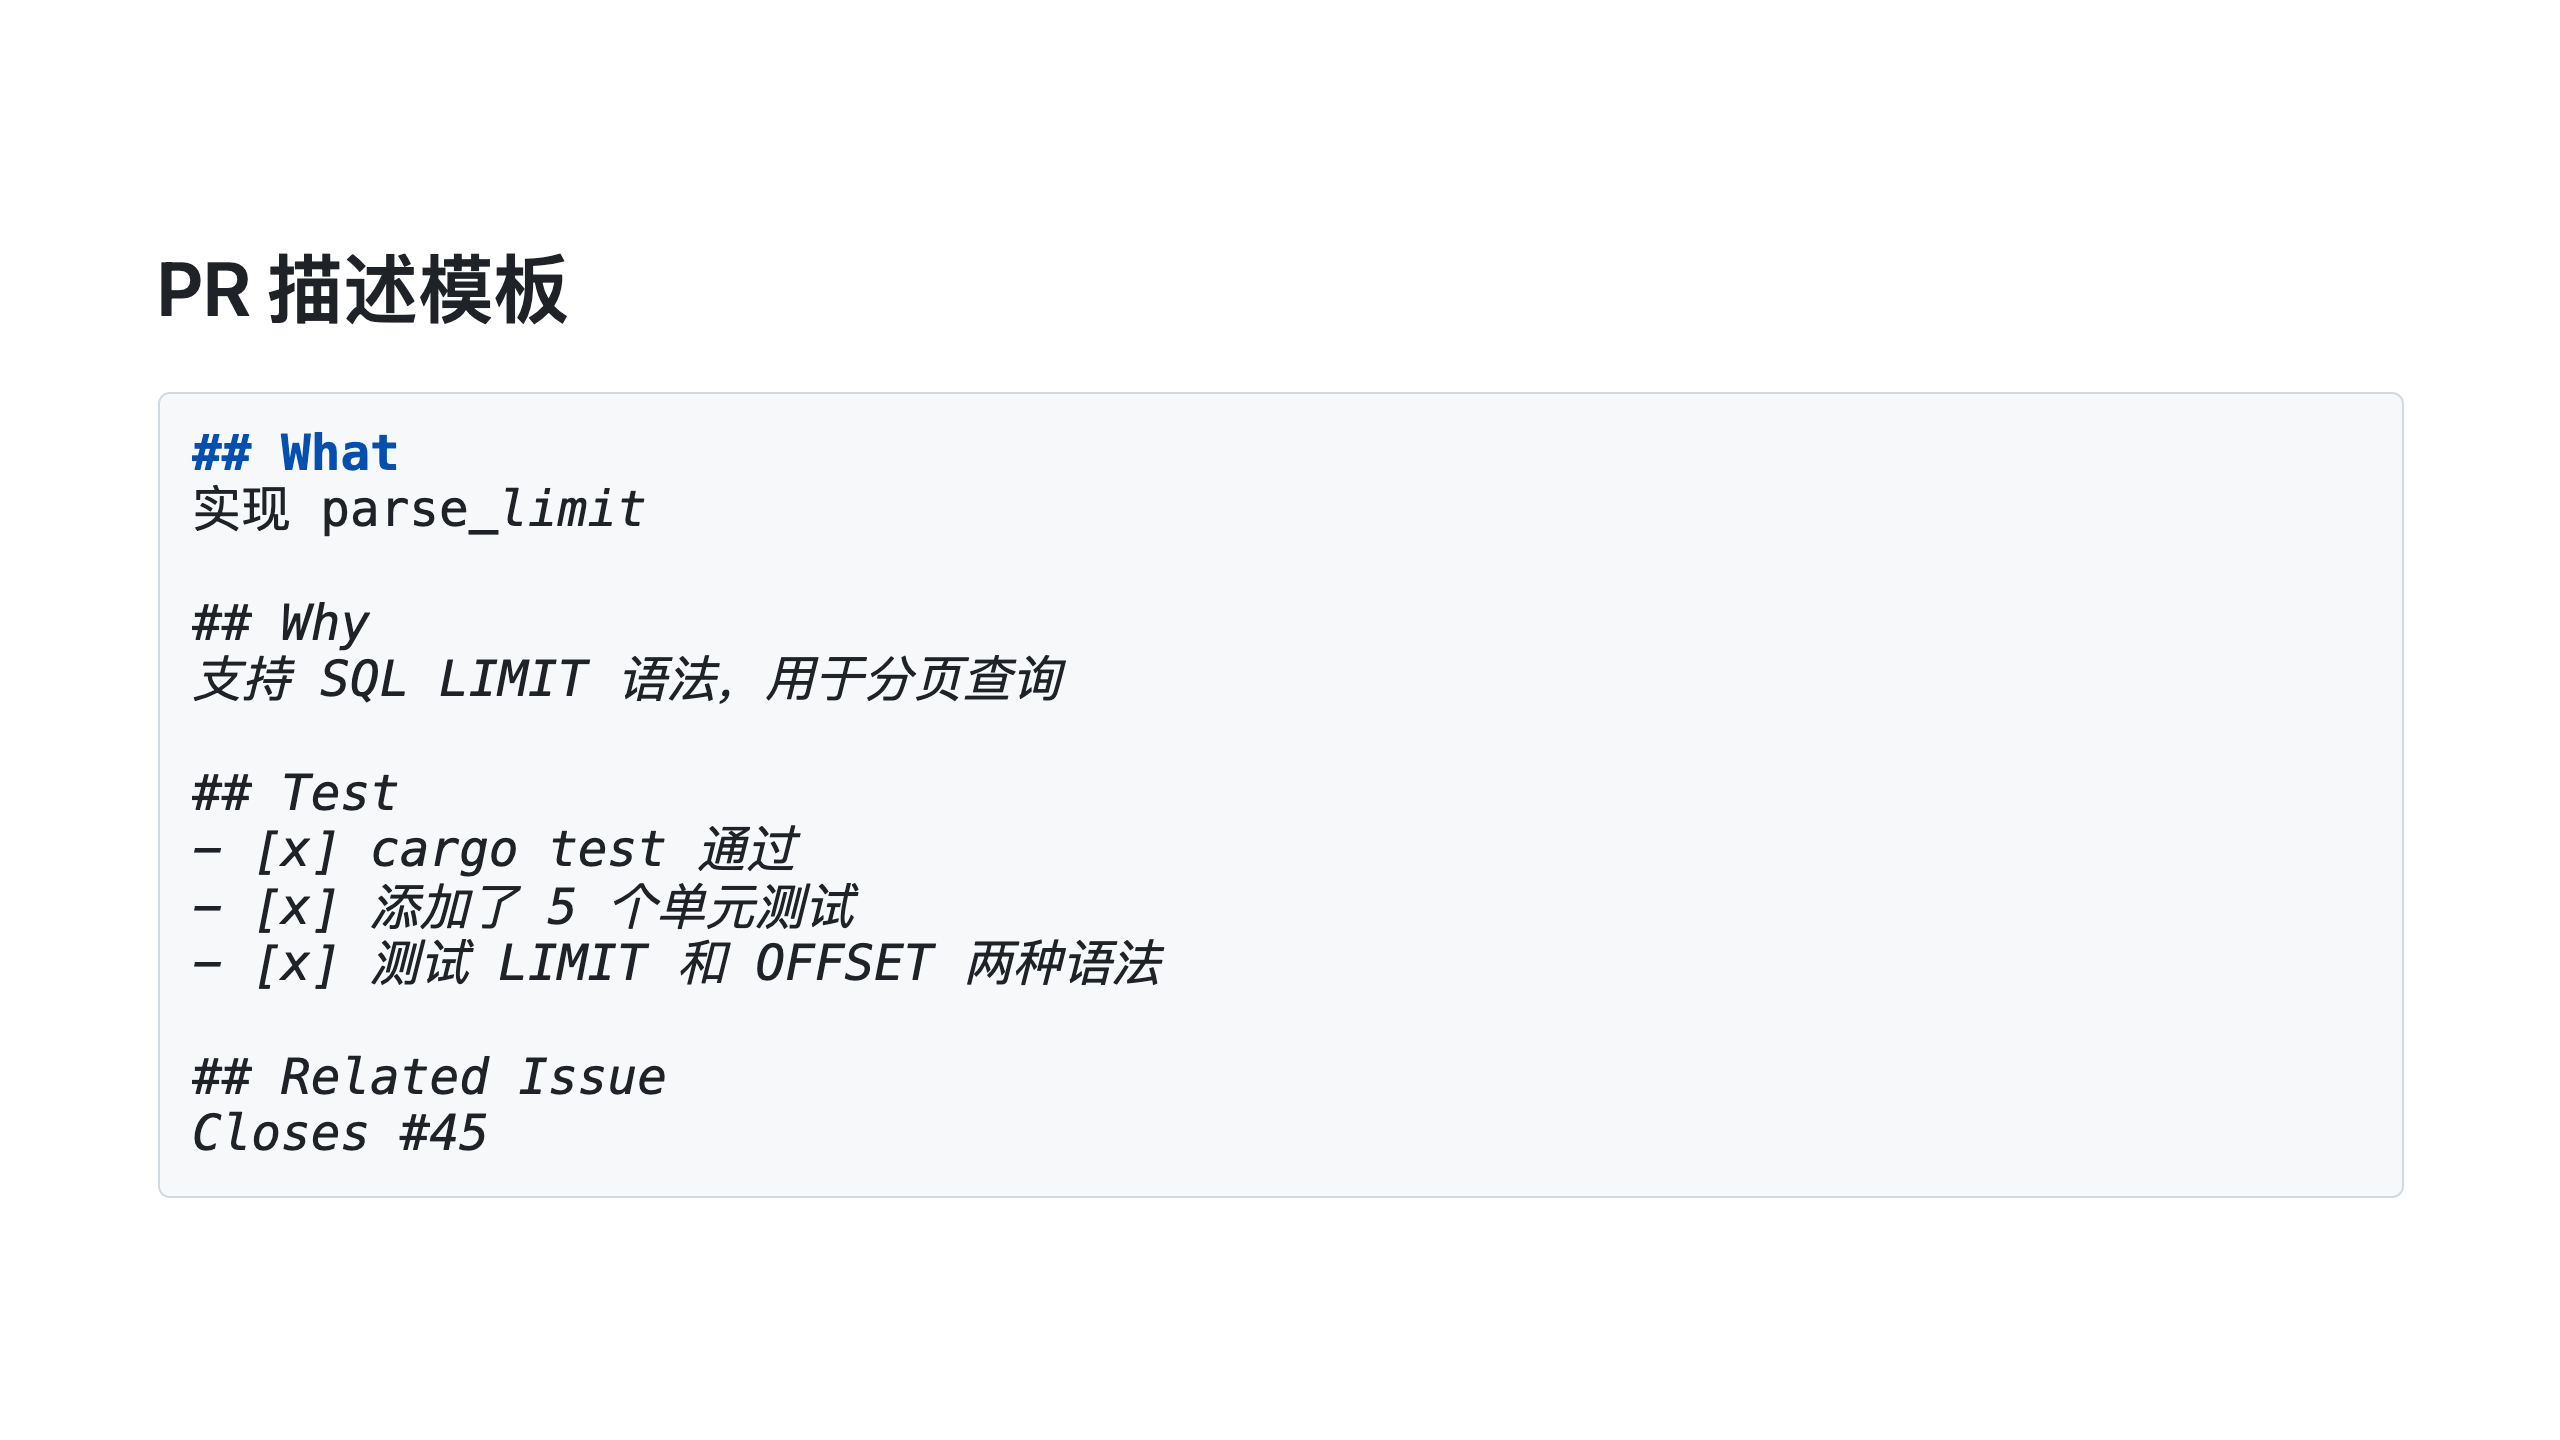 PR 描述模板
## What
实现 parse_limit
## Why
支持 SQL LIMIT 语法，用于分页查询
## Test
- [x] cargo test 通过
- [x] 添加了 5 个单元测试
- [x] 测试 LIMIT 和 OFFSET 两种语法
## Related Issue
Closes #45